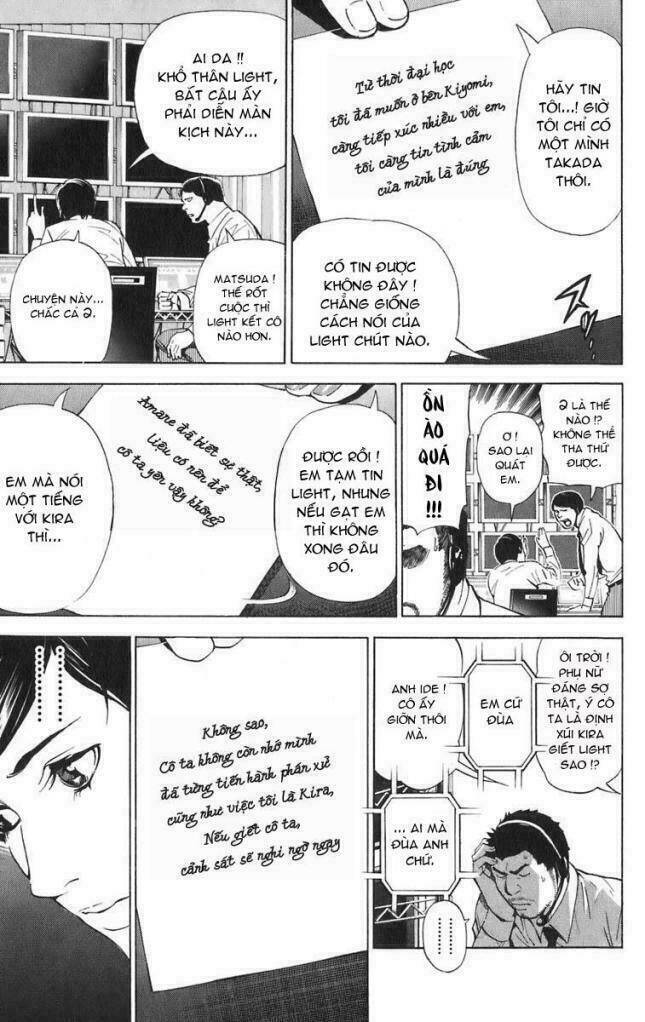 HÃY TIN
TÔI...! GIỜ
TÔI CHỈ CÓ
MỘT MÌNH
TAKADA
THÔI.
Từ thời đại học
tôi đã muốn ở bên Kiyomi,
càng tiếp xúc nhiều với em,
tôi càng tin tình cảm
của mình là đúng
CÓ TIN ĐƯỢC
KHÔNG ĐÂY !
CHẲNG GIỐNG
CÁCH NÓI CỦA
LIGHT CHÚT NÀO.
AI DA !!
KHỔ THÂN LIGHT,
BẤT CÂU ẤY
PHẢI DIỄN MÀN
KỊCH NÀY...
MATSUDA !
THẾ RỐT
CUỘC THÌ
LIGHT KẾT CÔ
NÀO HƠN.
CHUYỆN NÀY...
CHẮC CẢ 2.
2 LÀ THẾ
NÀO !?
KHÔNG THỂ
THA THỨ
ĐƯỢC.
Ơ !
SAO LẠI
QUÁT
EM.
ỒN
ÀO
QUÁ
ĐI
!!!
ĐƯỢC RỒI !
EM TẠM TIN
LIGHT, NHƯNG
NẾU GẠT EM
THÌ KHÔNG
XONG ĐÂU
ĐÓ.
Amane đã biết sự thật,
liệu có nên để
cô ta yên vậy không?
EM MÀ NÓI
MỘT TIẾNG
VỚI KIRA
THÌ...
ÔI TRỜI !
PHỤ NỮ
ĐÁNG SỢ
THẬT, Ý CÔ
TA LÀ ĐỊNH
XÚI KIRA
GIẾT LIGHT
SAO !?
EM CỨ
ĐÙA
ANH IDE !
CÔ ẤY
GIỠN THÔI
MÀ.
... AI MÀ
ĐÙA ANH
CHỨ.
Không sao,
Cô ta không còn nhớ mình
đã từng tiến hành phán xử
cũng như việc tôi là Kira,
Nếu giết cô ta,
cảnh sát sẽ nghi ngờ ngay